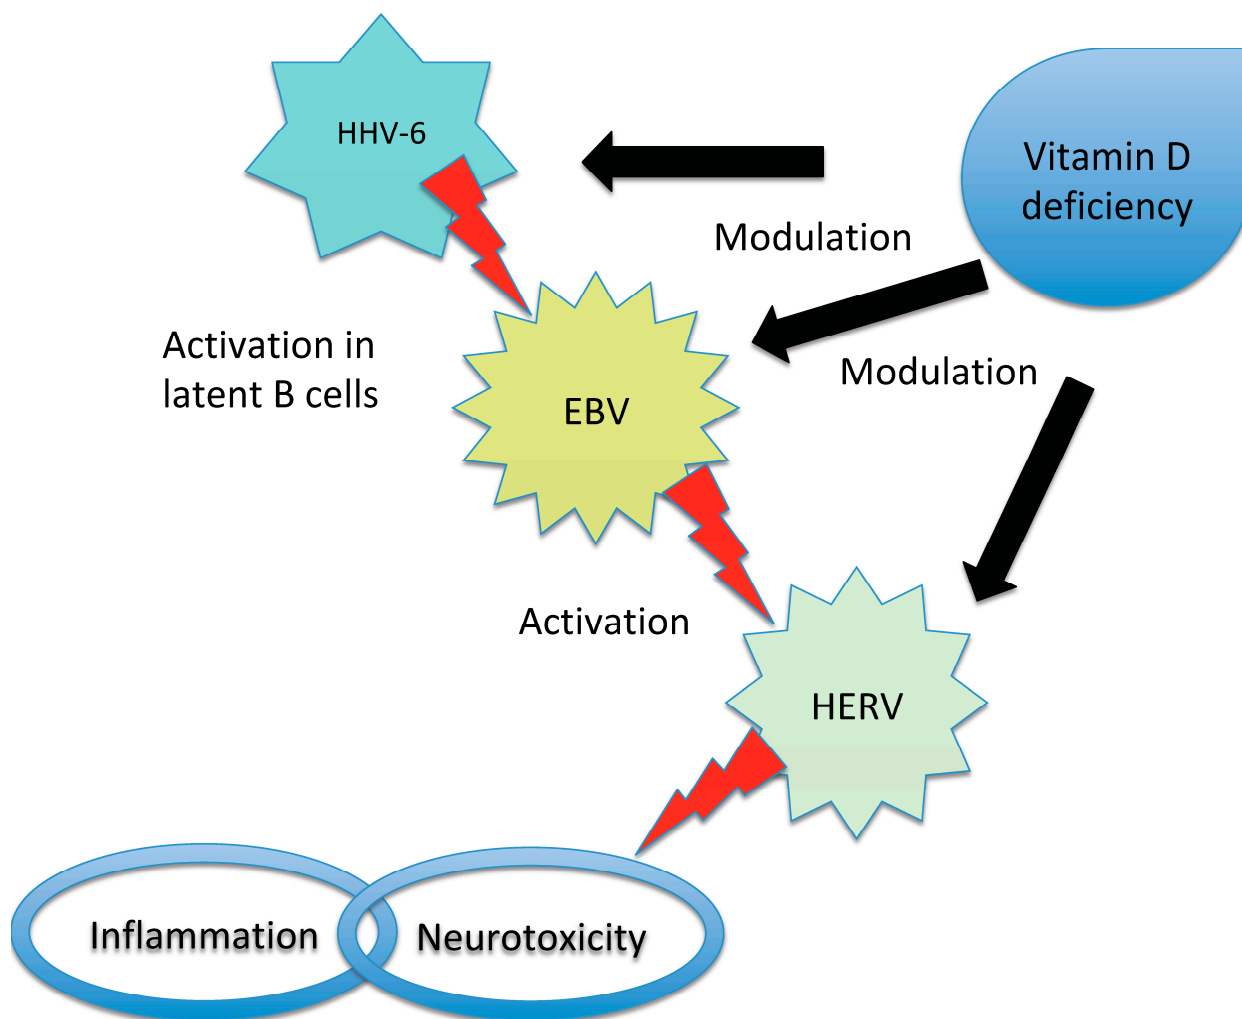 HHV-6
Vitamin D
deficiency
Modulation
Activation in
latent B cells
Modulation
EBV
Activation
HERV
Inflammation
Neurotoxicity